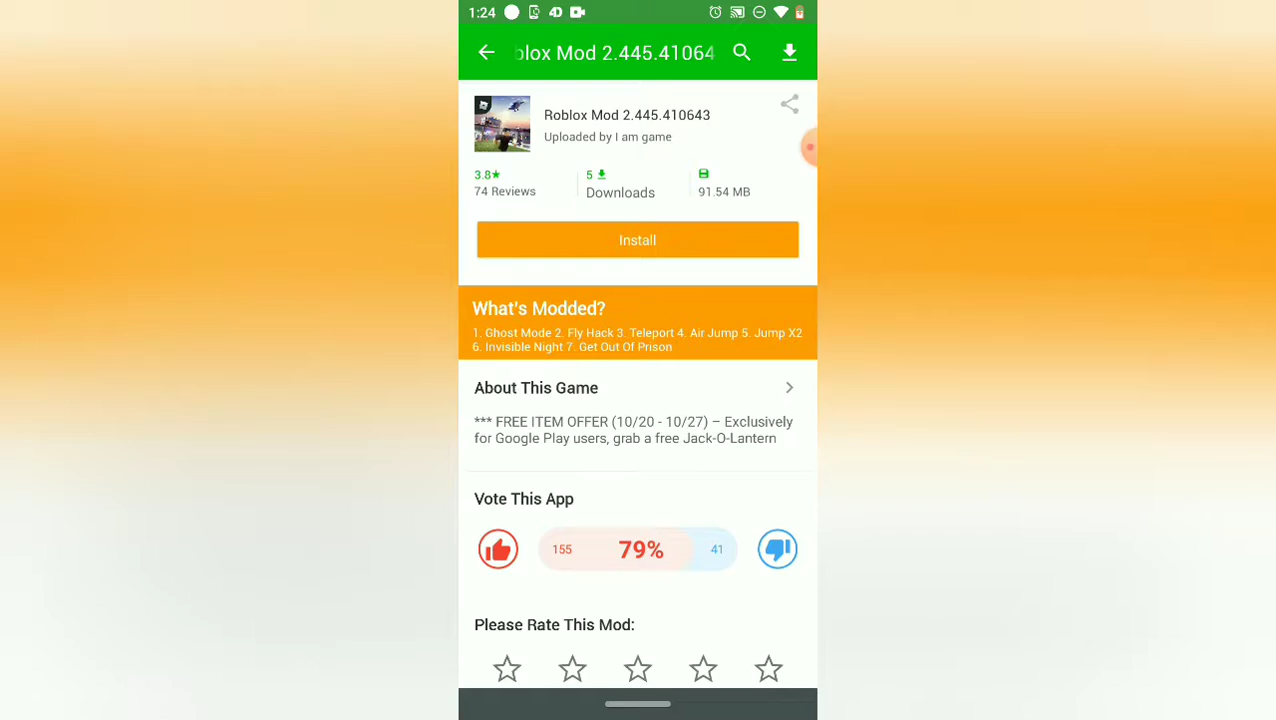 1:24 4D
blox Mod 2.445.41064
Roblox Mod 2.445.410643
Uploaded by I am game
3.8★
74 Reviews
5
Downloads
91.54 MB
Install
What's Modded?
1. Ghost Mode 2. Fly Hack 3. Teleport 4. Air Jump 5. Jump X2
6. Invisible Night 7. Get Out Of Prison
About This Game
*** FREE ITEM OFFER (10/20 - 10/27) – Exclusively
for Google Play users, grab a free Jack-O-Lantern
Vote This App
155 79% 41
Please Rate This Mod: